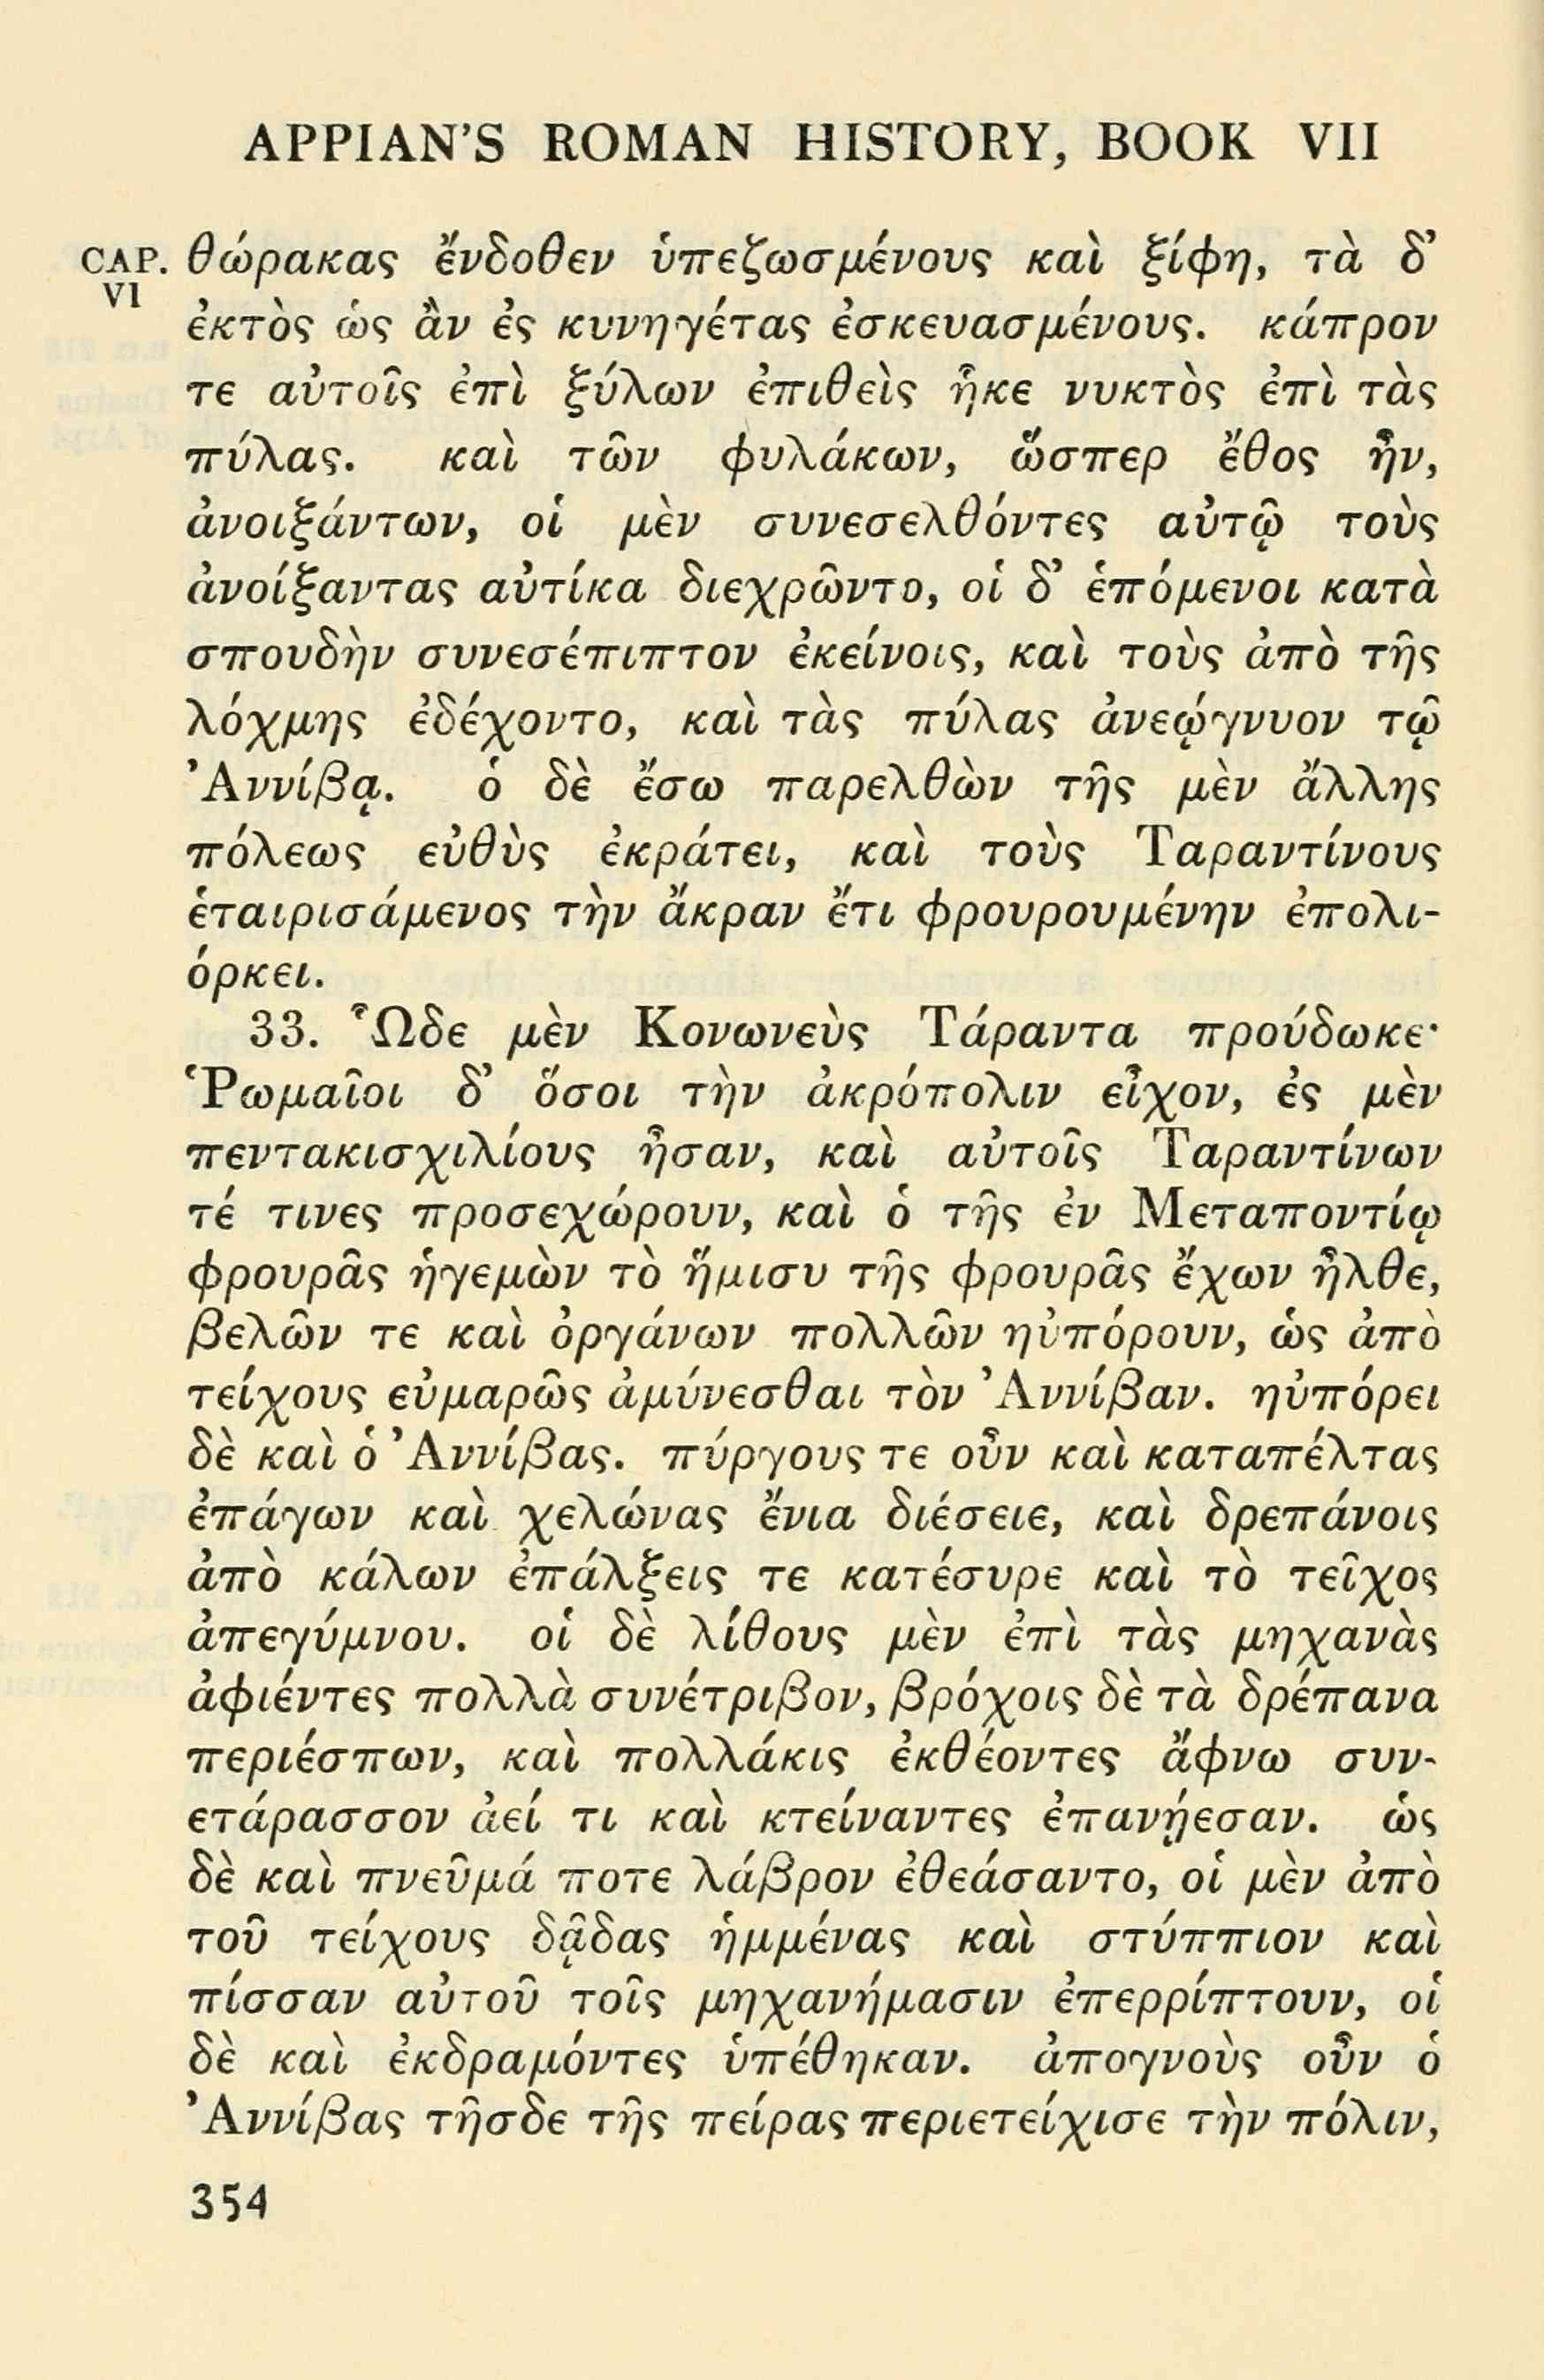 APPIAN'S ROMAN HISTORY, BOOK VII
CAP. VI
θώρακας ἔνδοθεν ὑπεζωσμένους καὶ ξίφη, τὰ δ'
ἐκτὸς ὡς ἂν ἐς κυνηγέτας ἐσκευασμένους. κάπρον
τε αὐτοῖς ἐπὶ ξύλων ἐπιθεὶς ἧκε νυκτὸς ἐπὶ τὰς
πύλας. καὶ τῶν φυλάκων, ὥσπερ ἔθος ἦν,
ἀνοιξάντων, οἱ μὲν συνεσελθόντες αὐτῷ τοὺς
ἀνοίξαντας αὐτίκα διεχρῶντο, οἱ δ' ἑπόμενοι κατὰ
σπουδὴν συνεσέπιπτον ἐκείνοις, καὶ τοὺς ἀπὸ τῆς
λόχμης ἐδέχοντο, καὶ τὰς πύλας ἀνεῴγνυον τῷ
Ἀννίβᾳ. ὁ δὲ ἔσω παρελθὼν τῆς μὲν ἄλλης
πόλεως εὐθὺς ἐκράτει, καὶ τοὺς Ταραντίνους
ἑταιρισάμενος τὴν ἄκραν ἔτι φρουρουμένην ἐπολι-
όρκει.
33. Ὧδε μὲν Κονωνεὺς Τάραντα προύδωκε·
Ῥωμαῖοι δ' ὅσοι τὴν ἀκρόπολιν εἶχον, ἐς μὲν
πεντακισχιλίους ἦσαν, καὶ αὐτοῖς Ταραντίνων
τέ τινες προσεχώρουν, καὶ ὁ τῆς ἐν Μεταποντίῳ
φρουρᾶς ἡγεμὼν τὸ ἥμισυ τῆς φρουρᾶς ἔχων ἦλθε,
βελῶν τε καὶ ὀργάνων πολλῶν ηὐπόρουν, ὡς ἀπὸ
τείχους εὐμαρῶς ἀμύνεσθαι τὸν Ἀννίβαν. ηὐπόρει
δὲ καὶ ὁ Ἀννίβας. πύργους τε οὖν καὶ καταπέλτας
ἐπάγων καὶ χελώνας ἔνια διέσειε, καὶ δρεπάνοις
ἀπὸ κάλων ἐπάλξεις τε κατέσυρε καὶ τὸ τεῖχος
ἀπεγύμνου. οἱ δὲ λίθους μὲν ἐπὶ τὰς μηχανὰς
ἀφιέντες πολλὰ συνέτριβον, βρόχοις δὲ τὰ δρέπανα
περιέσπων, καὶ πολλάκις ἐκθέοντες ἄφνω συν-
ετάρασσον ἀεί τι καὶ κτείναντες ἐπανῄεσαν. ὡς
δὲ καὶ πνεῦμά ποτε λάβρον ἐθεάσαντο, οἱ μὲν ἀπὸ
τοῦ τείχους δᾷδας ἡμμένας καὶ στύππιον καὶ
πίσσαν αὐτοῦ τοῖς μηχανήμασιν ἐπερρίπτουν, οἱ
δὲ καὶ ἐκδραμόντες ὑπέθηκαν. ἀπογνοὺς οὖν ὁ
Ἀννίβας τῆσδε τῆς πείρας περιετείχισε τὴν πόλιν,
354